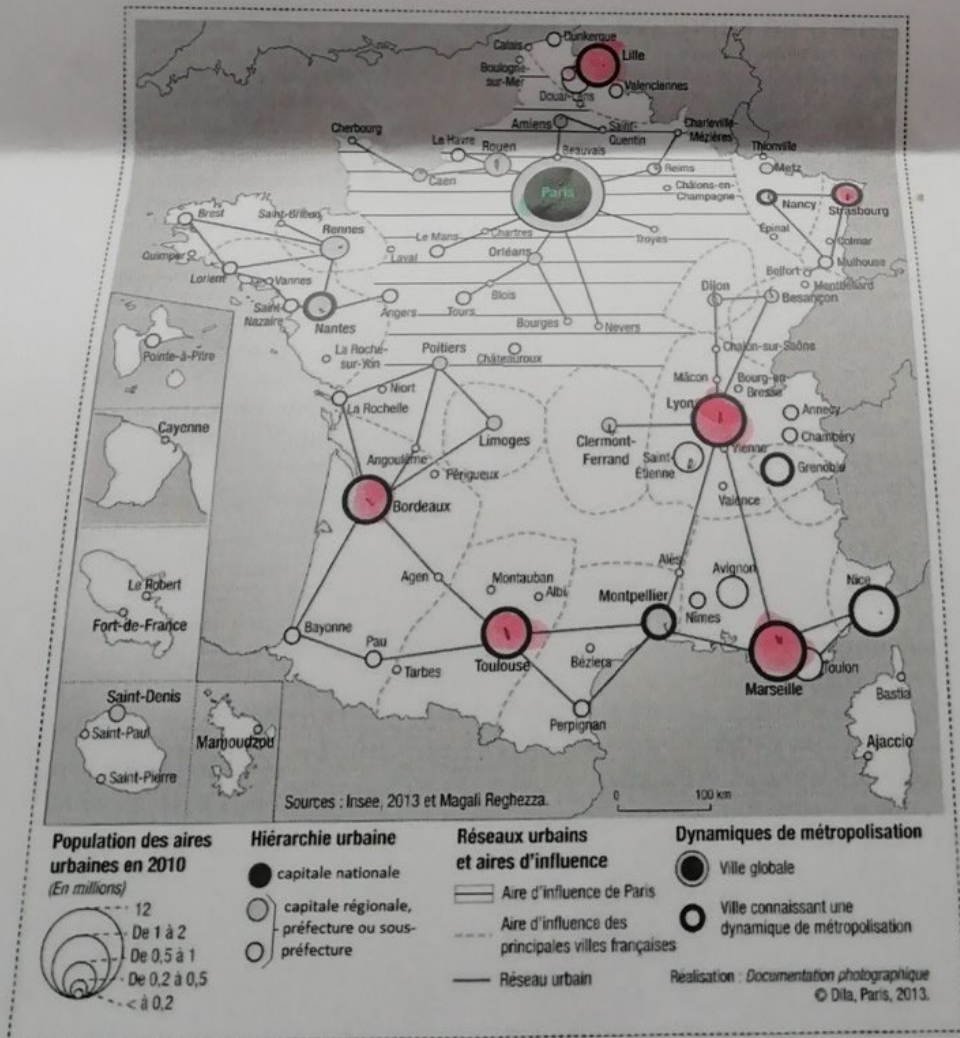 Dunkerque
Calais
Lille
Boulogne-
sur-Mer
Valenciennes
Douai-Lens
Amiens
Saint-
Quentin
Charleville-
Mézières
Cherbourg
Le Havre
Rouen
Beauvais
Thionville
Caen
Reims
Metz
Paris
Châlons-en-
Champagne
Nancy
Strasbourg
Brest
Saint-Brieuc
Rennes
Le Mans
Chartres
Troyes
Épinal
Colmar
Quimper
Laval
Orléans
Mulhouse
Lorient
Vannes
Belfort
Montbéliard
Saint-
Nazaire
Nantes
Angers
Tours
Blois
Dijon
Besançon
Bourges
Nevers
Pointe-à-Pitre
La Roche-
sur-Yon
Poitiers
Châteauroux
Chalon-sur-Saône
Niort
Mâcon
Bourg-en-
Bresse
La Rochelle
Lyon
Annecy
Cayenne
Limoges
Clermont-
Ferrand
Vienne
Chambéry
Angoulême
Saint-
Étienne
Grenoble
Périgueux
Valence
Bordeaux
Agen
Montauban
Albi
Alès
Avignon
Nice
Le Robert
Montpellier
Nîmes
Fort-de-France
Bayonne
Pau
Toulouse
Béziers
Toulon
Tarbes
Marseille
Bastia
Saint-Denis
Perpignan
Saint-Paul
Mamoudzou
Ajaccio
Saint-Pierre
Sources : Insee, 2013 et Magali Reghezza.
0 100 km
Population des aires
urbaines en 2010
(En millions)
12
De 1 à 2
De 0,5 à 1
De 0,2 à 0,5
< à 0,2
Hiérarchie urbaine
capitale nationale
capitale régionale,
préfecture ou sous-
préfecture
Réseaux urbains
et aires d'influence
Aire d'influence de Paris
Aire d'influence des
principales villes françaises
Réseau urbain
Dynamiques de métropolisation
Ville globale
Ville connaissant une
dynamique de métropolisation
Réalisation : Documentation photographique
© Dila, Paris, 2013.